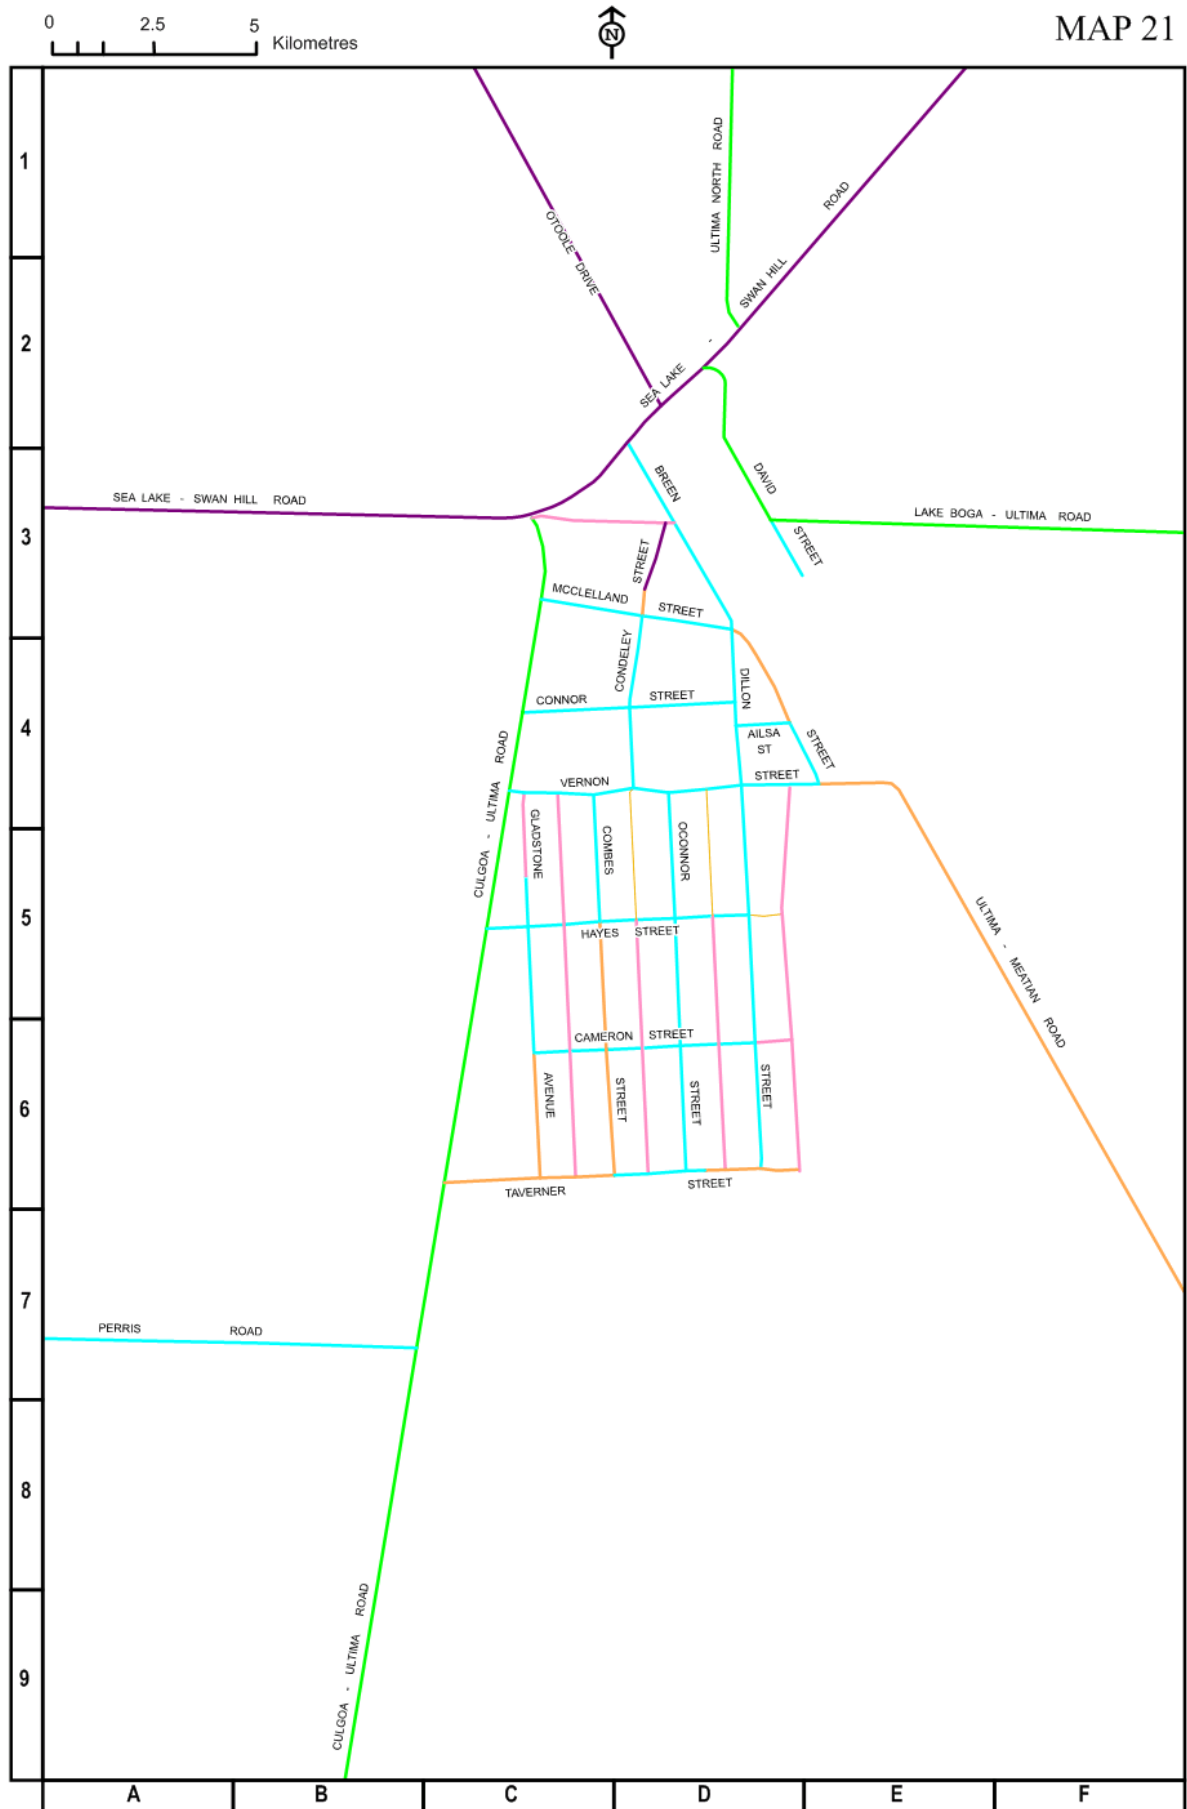 0 2.5 5 Kilometres
N
MAP 21
1
ULTIMA NORTH ROAD
ROAD
OTOOLE DRIVE
SWAN HILL
2
-
SEA LAKE
BREEN
DAVID
SEA LAKE - SWAN HILL ROAD
LAKE BOGA - ULTIMA ROAD
3
STREET
STREET
MCCLELLAND STREET
CONDELEY
DILLON
CONNOR STREET
4
AILSA
ST
STREET
VERNON STREET
CULGOA - ULTIMA ROAD
GLADSTONE
COMBES
OCONNOR
5
HAYES STREET
ULTIMA - MEATIAN ROAD
CAMERON STREET
6
AVENUE
STREET
STREET
STREET
TAVERNER STREET
7
PERRIS ROAD
8
CULGOA - ULTIMA ROAD
9
A B C D E F